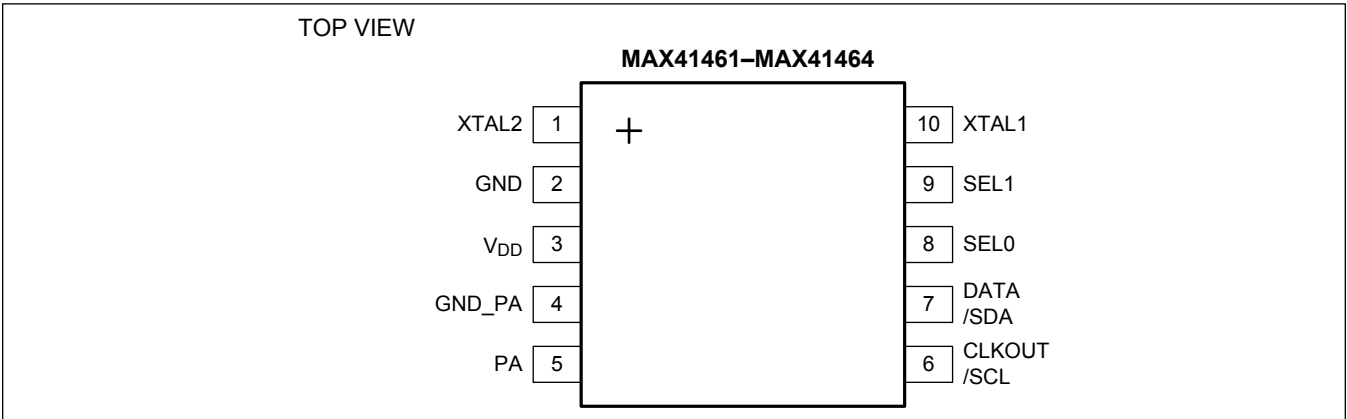 TOP VIEW
MAX41461–MAX41464
XTAL2 1
+
10 XTAL1
GND 2
9 SEL1
VDD 3
8 SEL0
GND_PA 4
7 DATA
/SDA
PA 5
6 CLKOUT
/SCL